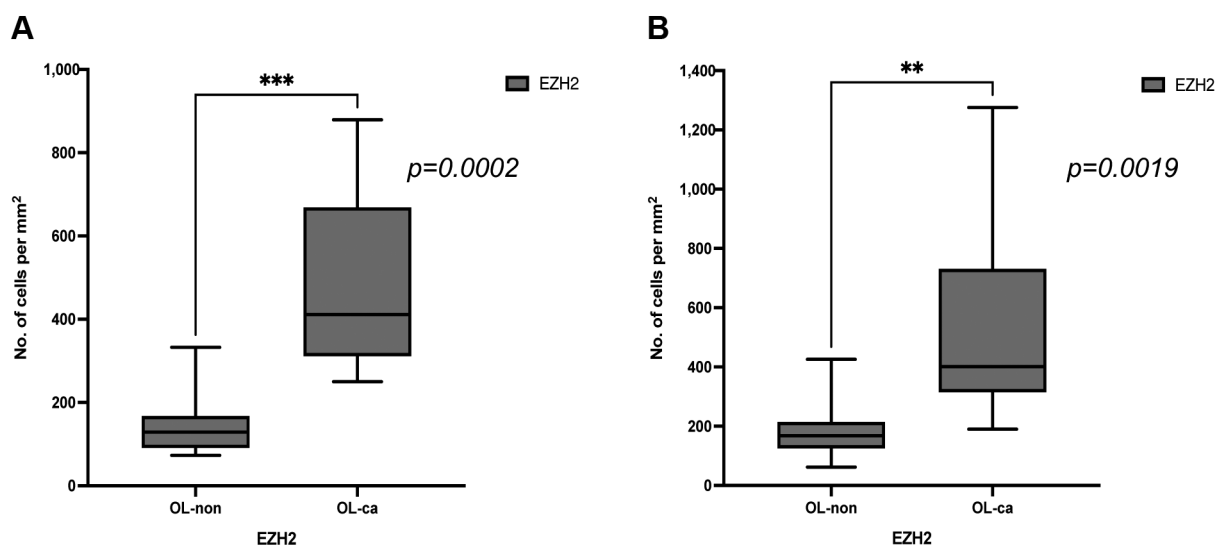 A
B
***
EZH2
p=0.0002
1,000
800
600
400
200
0
No. of cells per mm²
OL-non
OL-ca
EZH2
**
EZH2
p=0.0019
1,400
1,200
1,000
800
600
400
200
0
No. of cells per mm²
OL-non
OL-ca
EZH2